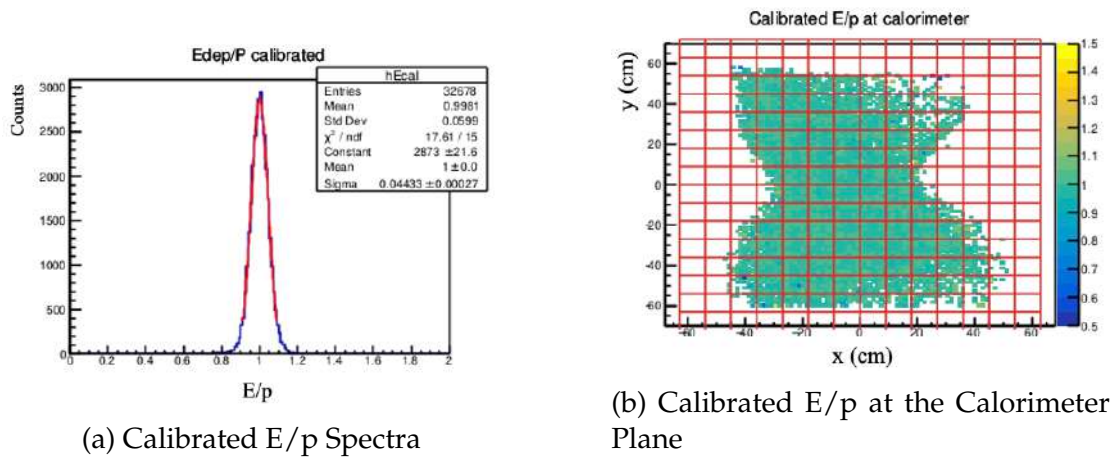 Edep/P calibrated
hEcal
Entries 32678
Mean 0.9981
Std Dev 0.0599
χ² / ndf 17.61 / 15
Constant 2873 ±21.6
Mean 1±0.0
Sigma 0.04433 ±0.00027
Counts
3000
2500
2000
1500
1000
500
0
0 0.2 0.4 0.6 0.8 1 1.2 1.4 1.6 1.8 2
E/p
(a) Calibrated E/p Spectra
Calibrated E/p at calorimeter
y (cm)
60
40
20
0
-20
-40
-60
-60 -40 -20 0 20 40 60
x (cm)
1.5
1.4
1.3
1.2
1.1
1
0.9
0.8
0.7
0.6
0.5
(b) Calibrated E/p at the Calorimeter
Plane